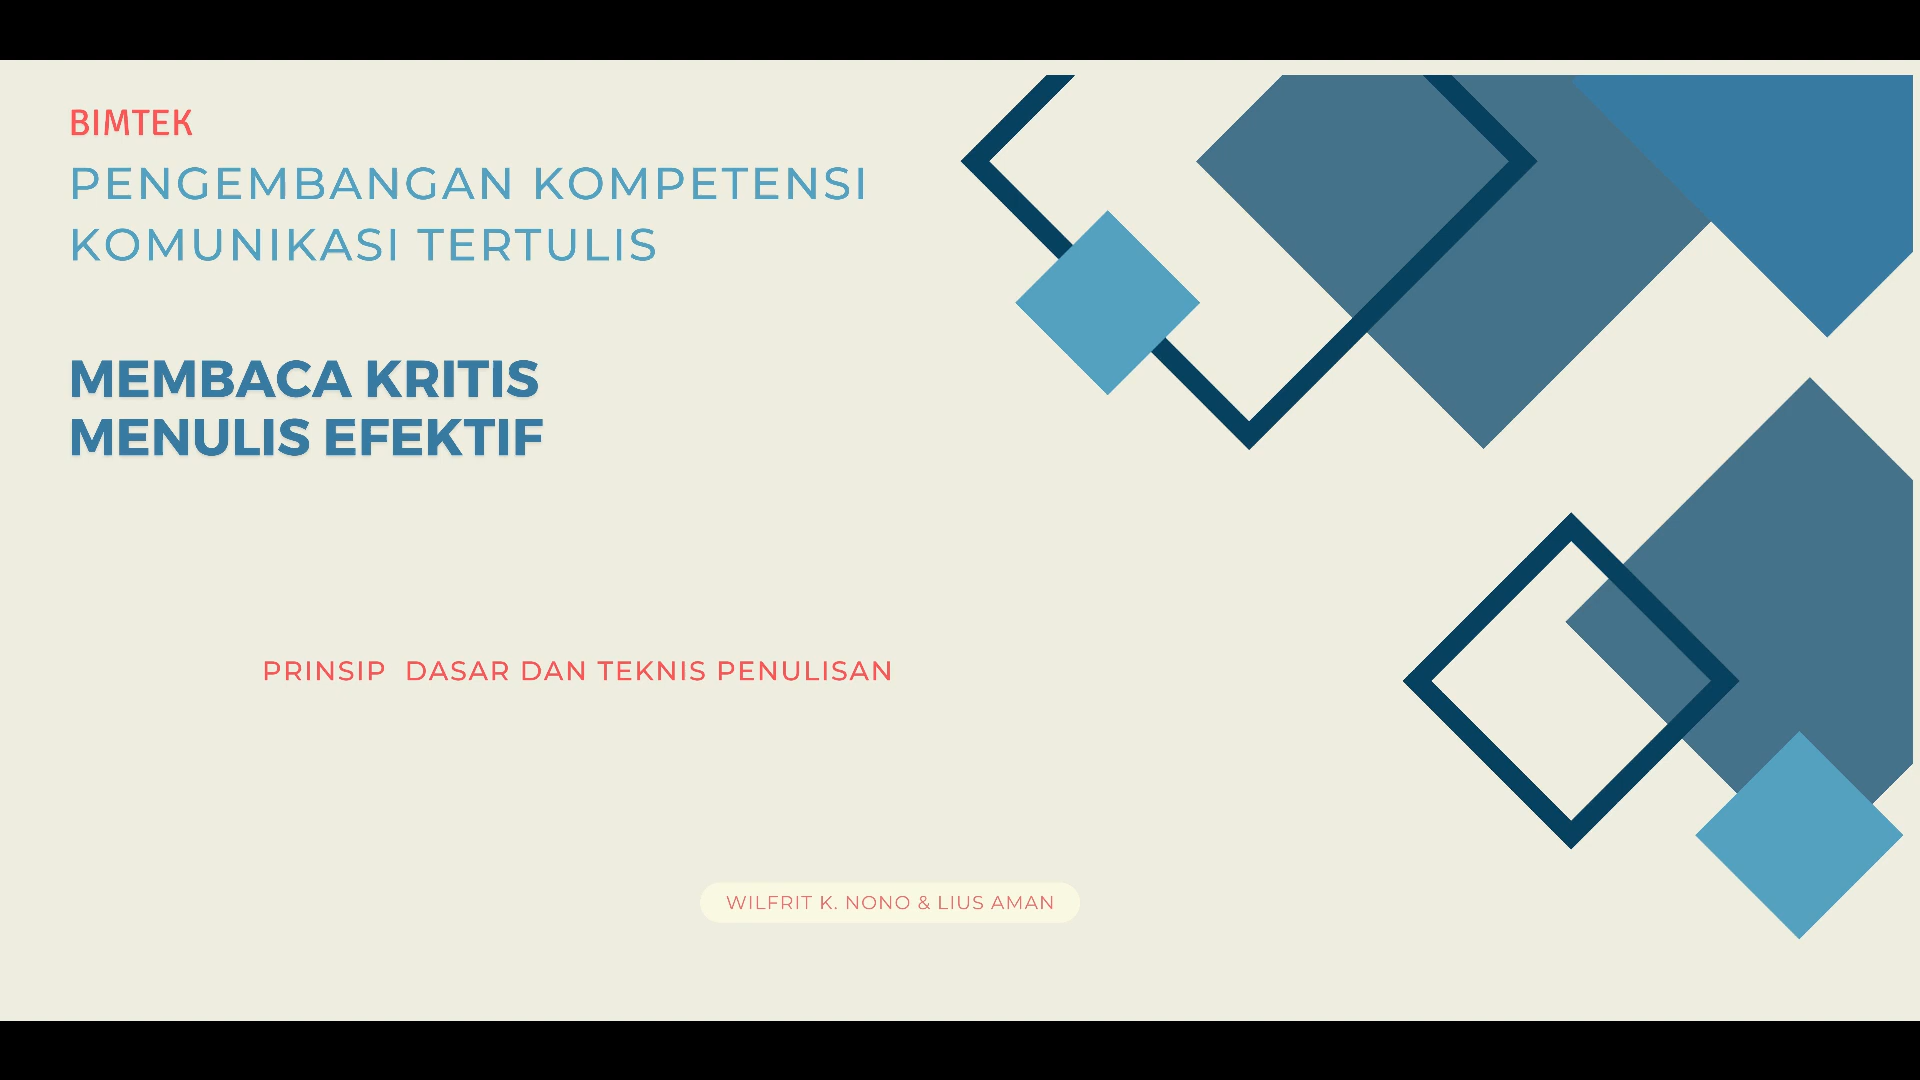 BIMTEK
PENGEMBANGAN KOMPETENSI
KOMUNIKASI TERTULIS
MEMBACA KRITIS
MENULIS EFEKTIF
PRINSIP DASAR DAN TEKNIS PENULISAN
WILFRIT K. NONO & LIUS AMAN